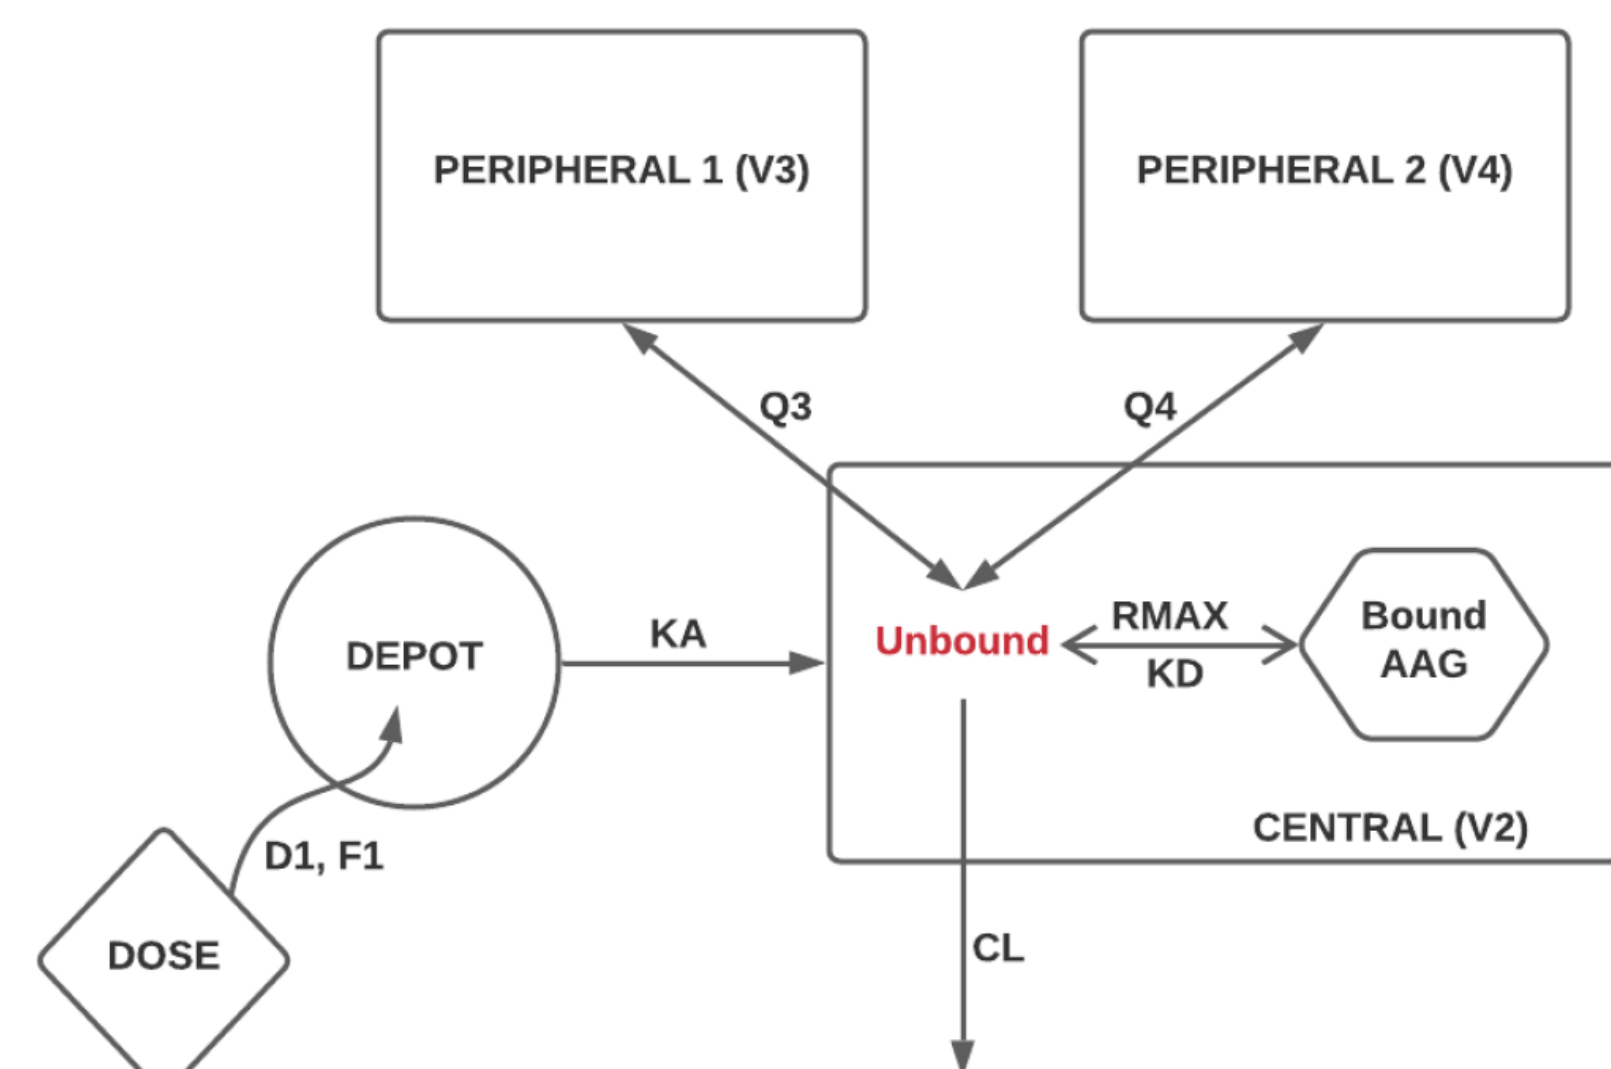 PERIPHERAL 1 (V3)
PERIPHERAL 2 (V4)
Q3
Q4
DEPOT
KA
Unbound
RMAX
KD
Bound
AAG
CENTRAL (V2)
D1, F1
DOSE
CL